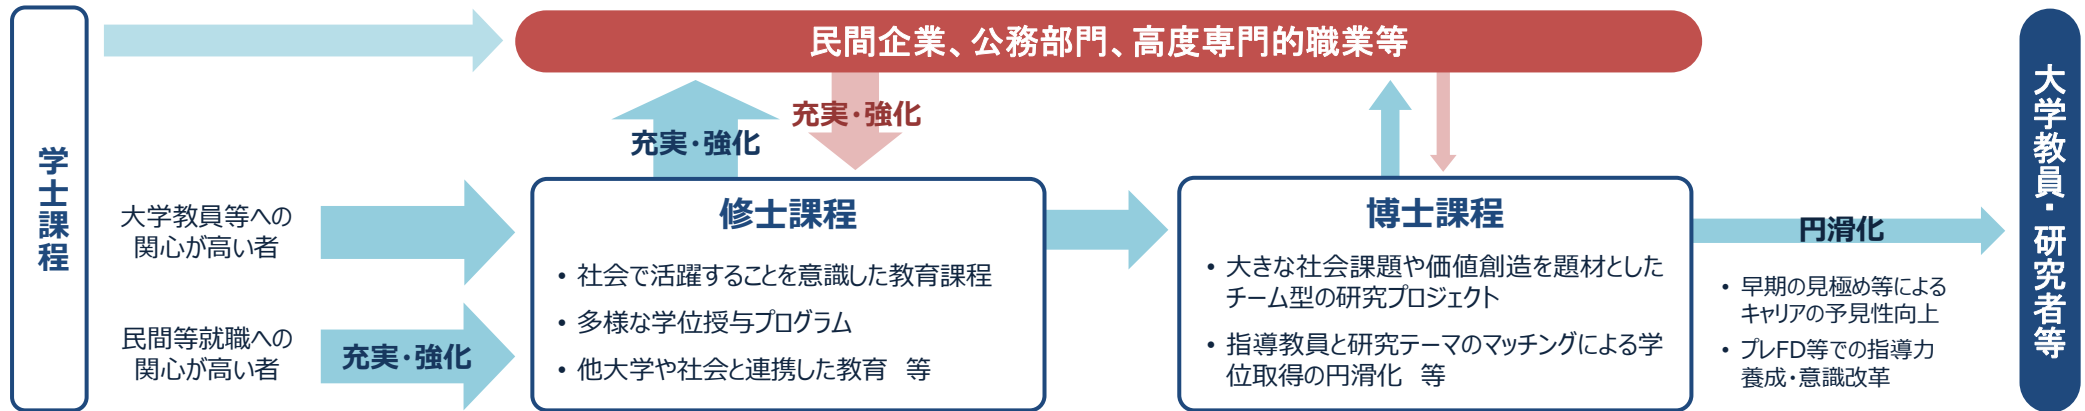 学士課程
民間企業、公務部門、高度専門的職業等
充実・強化
充実・強化
大学教員等への
関心が高い者
民間等就職への
関心が高い者
充実・強化
修士課程
• 社会で活躍することを意識した教育課程
• 多様な学位授与プログラム
• 他大学や社会と連携した教育　等
博士課程
• 大きな社会課題や価値創造を題材とした
チーム型の研究プロジェクト
• 指導教員と研究テーマのマッチングによる学
位取得の円滑化　等
円滑化
• 早期の見極め等による
キャリアの予見性向上
• プレFD等での指導力
養成・意識改革
大学教員・研究者等